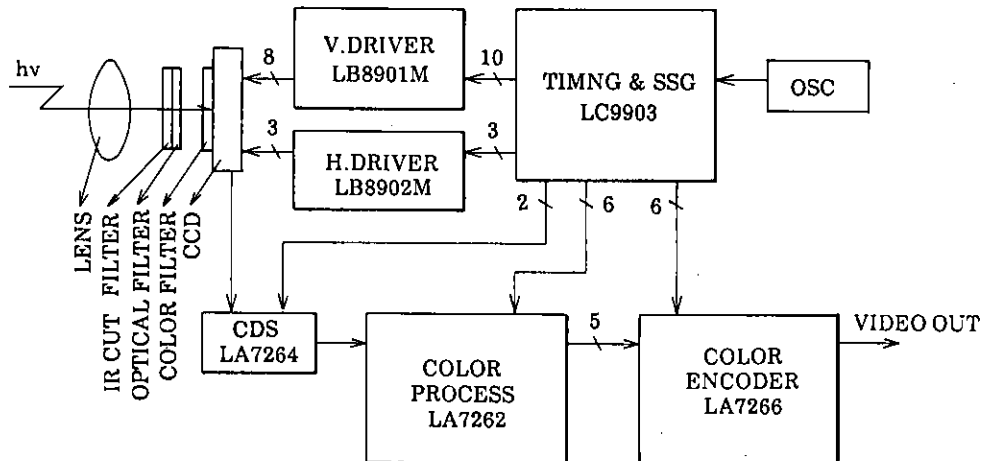 hν
8
V.DRIVER
LB8901M
10
TIMNG & SSG
LC9903
OSC
3
H.DRIVER
LB8902M
3
2
6
6
LENS
IR CUT FILTER
OPTICAL FILTER
COLOR FILTER
CCD
CDS
LA7264
COLOR
PROCESS
LA7262
5
COLOR
ENCODER
LA7266
VIDEO OUT